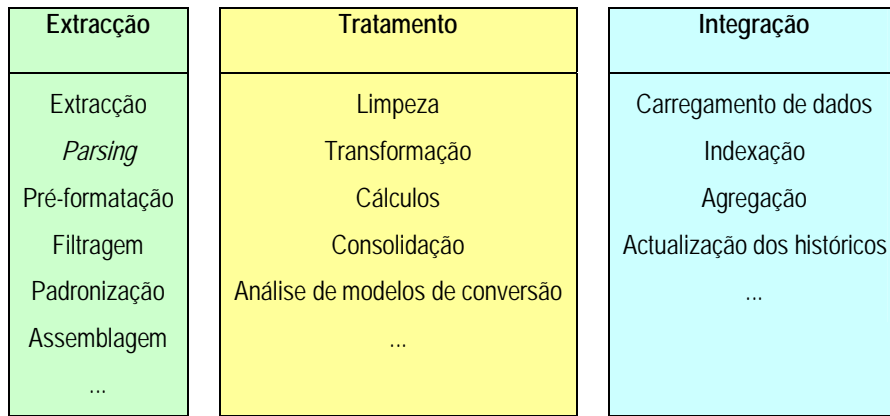 Extracção
Extracção
Parsing
Pré-formatação
Filtragem
Padronização
Assemblagem
...
Tratamento
Limpeza
Transformação
Cálculos
Consolidação
Análise de modelos de conversão
...
Integração
Carregamento de dados
Indexação
Agregação
Actualização dos históricos
...